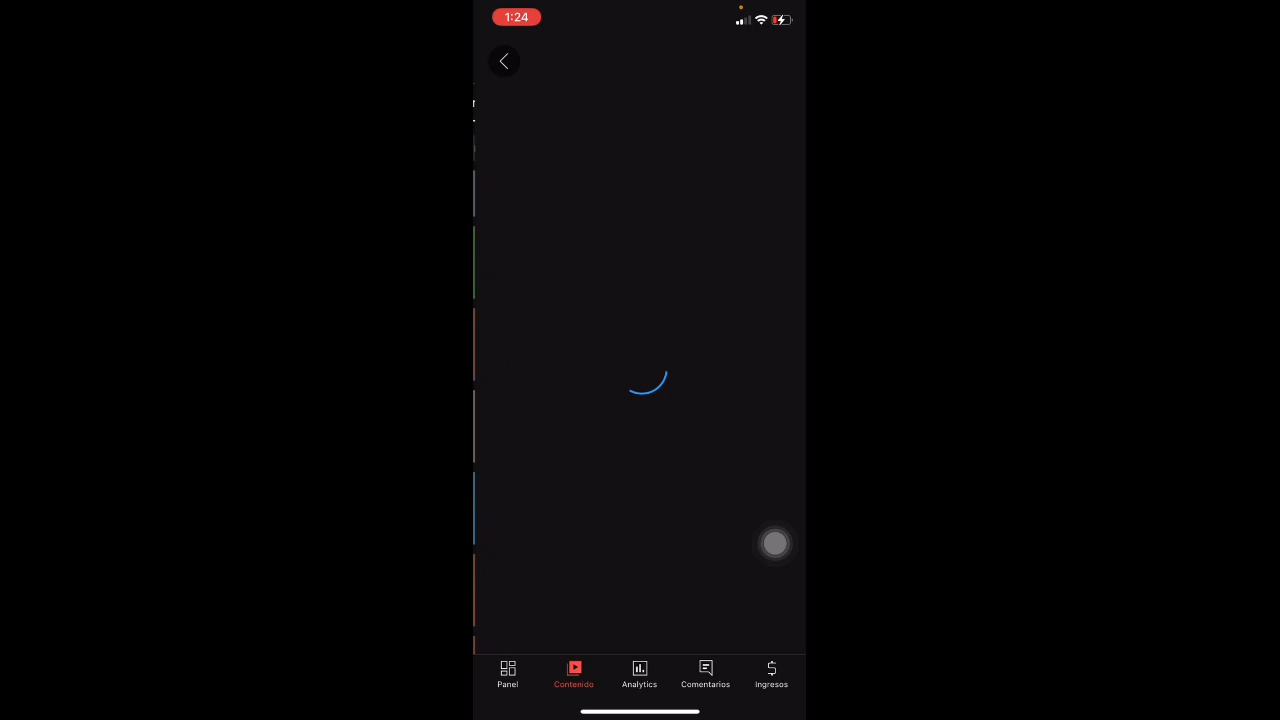 1:24
Panel
Contenido
Analytics
Comentarios
Ingresos